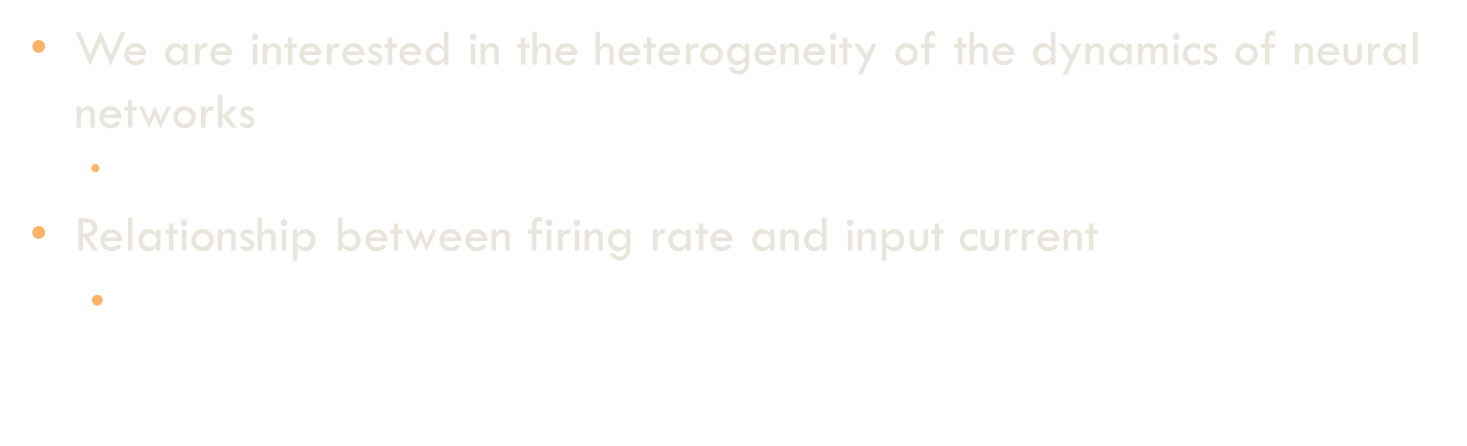 • We are interested in the heterogeneity of the dynamics of neural
networks
•
• Relationship between firing rate and input current
•